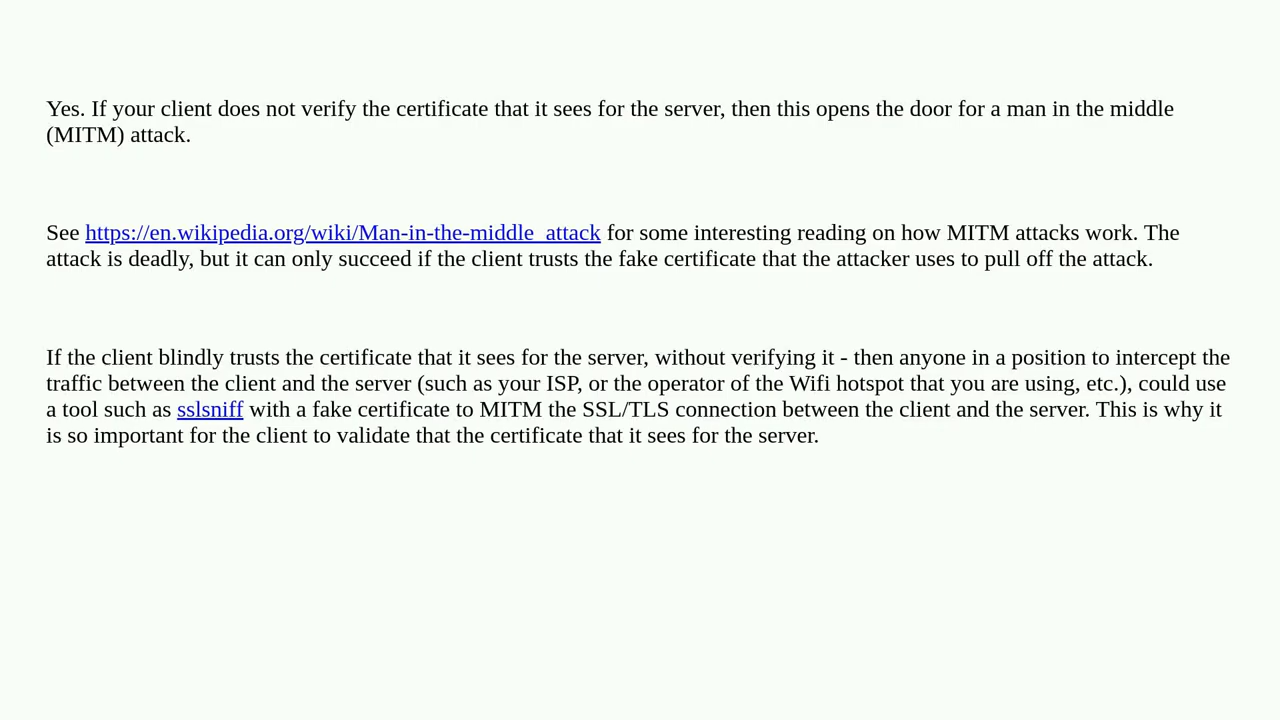 Yes. If your client does not verify the certificate that it sees for the server, then this opens the door for a man in the middle
(MITM) attack.
See https://en.wikipedia.org/wiki/Man-in-the-middle_attack for some interesting reading on how MITM attacks work. The
attack is deadly, but it can only succeed if the client trusts the fake certificate that the attacker uses to pull off the attack.
If the client blindly trusts the certificate that it sees for the server, without verifying it - then anyone in a position to intercept the
traffic between the client and the server (such as your ISP, or the operator of the Wifi hotspot that you are using, etc.), could use
a tool such as sslsniff with a fake certificate to MITM the SSL/TLS connection between the client and the server. This is why it
is so important for the client to validate that the certificate that it sees for the server.